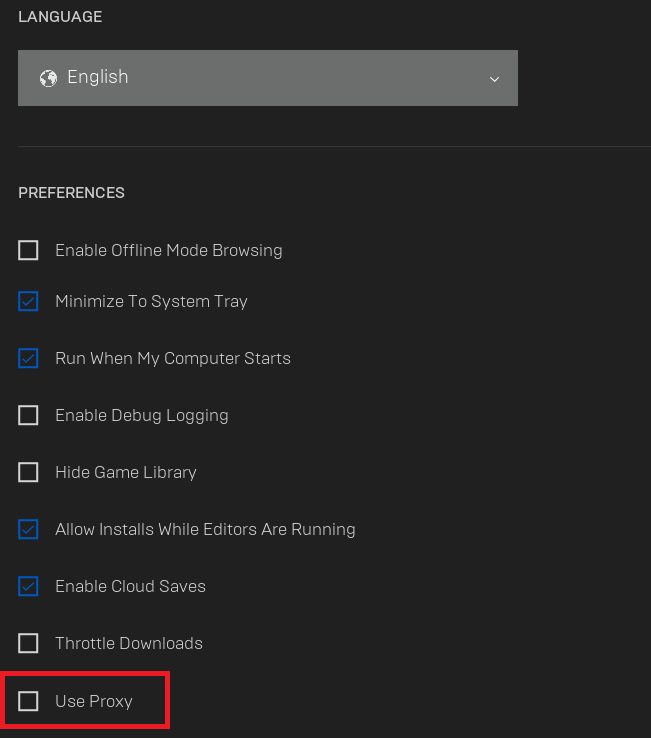 LANGUAGE
English
PREFERENCES
Enable Offline Mode Browsing
Minimize To System Tray
Run When My Computer Starts
Enable Debug Logging
Hide Game Library
Allow Installs While Editors Are Running
Enable Cloud Saves
Throttle Downloads
Use Proxy